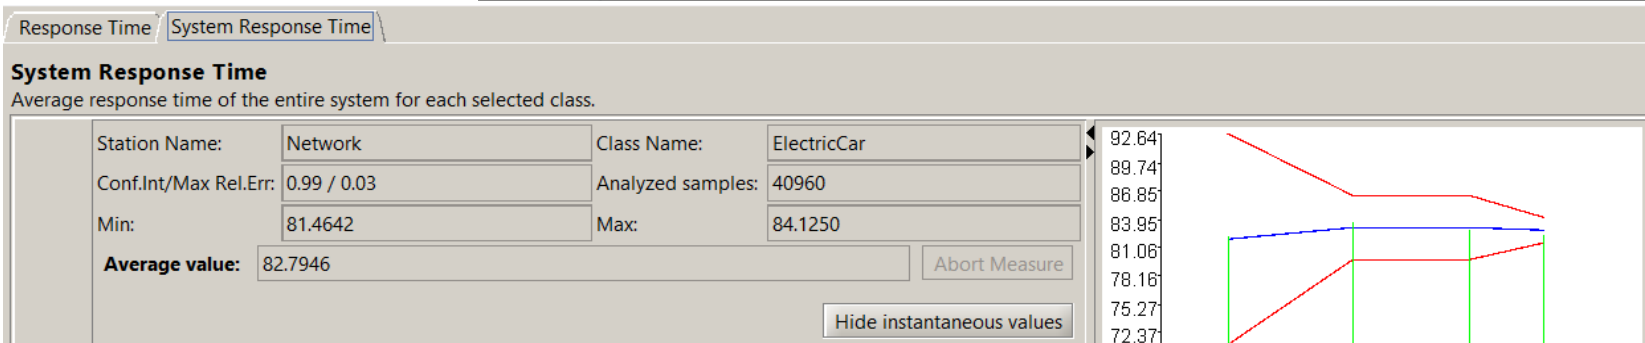 Response Time System Response Time
System Response Time
Average response time of the entire system for each selected class.
Station Name: Network Class Name: ElectricCar
Conf.Int/Max Rel.Err: 0.99 / 0.03 Analyzed samples: 40960
Min: 81.4642 Max: 84.1250
Average value: 82.7946 Abort Measure
Hide instantaneous values
92.64
89.74
86.85
83.95
81.06
78.16
75.27
72.37